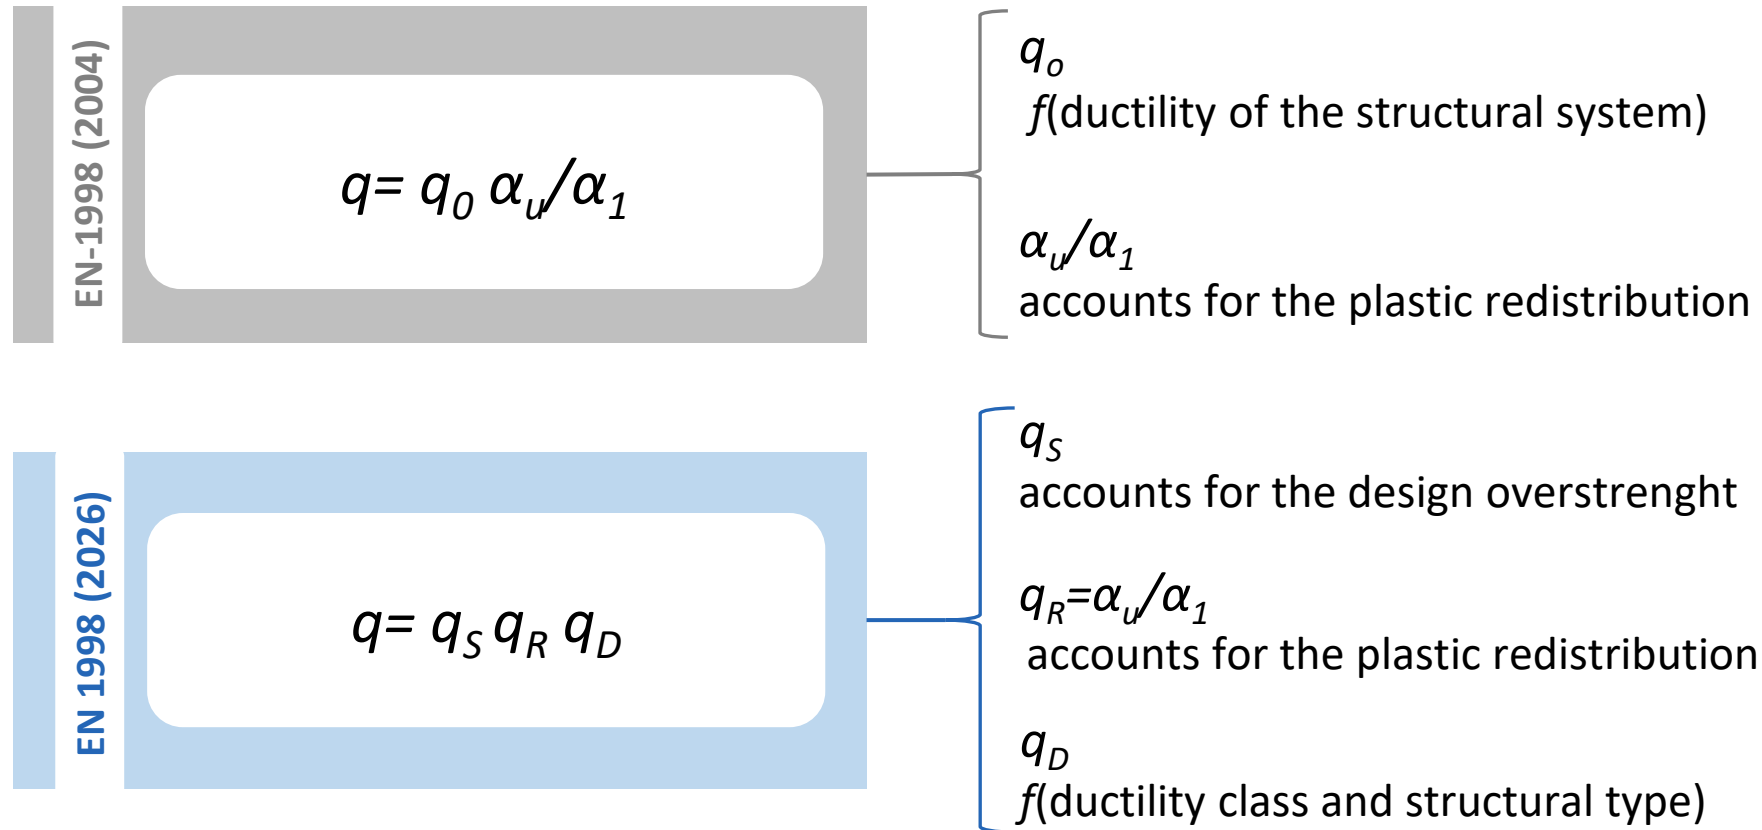 EN-1998 (2004)
q= q0 αu/α1
qo
f(ductility of the structural system)
αu/α1
accounts for the plastic redistribution
EN 1998 (2026)
q= qS qR qD
qS
accounts for the design overstrenght
qR=αu/α1
accounts for the plastic redistribution
qD
f(ductility class and structural type)